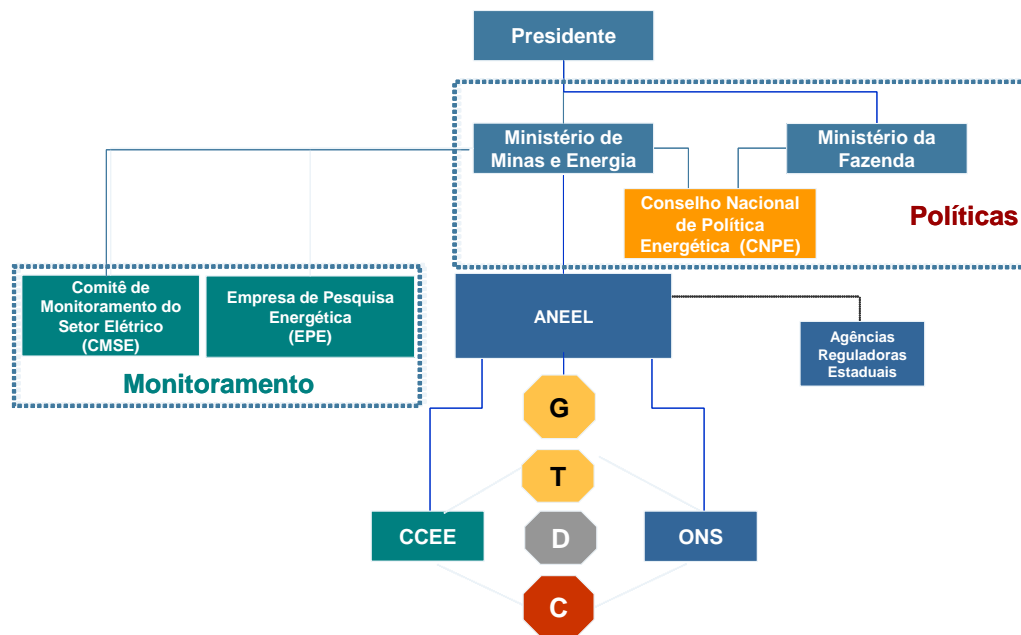 Presidente
Ministério de
Minas e Energia
Ministério da
Fazenda
Conselho Nacional
de Política
Energética (CNPE)
Políticas
Comitê de
Monitoramento do
Setor Elétrico
(CMSE)
Empresa de Pesquisa
Energética
(EPE)
Monitoramento
ANEEL
Agências
Reguladoras
Estaduais
G
T
CCEE
D
ONS
C